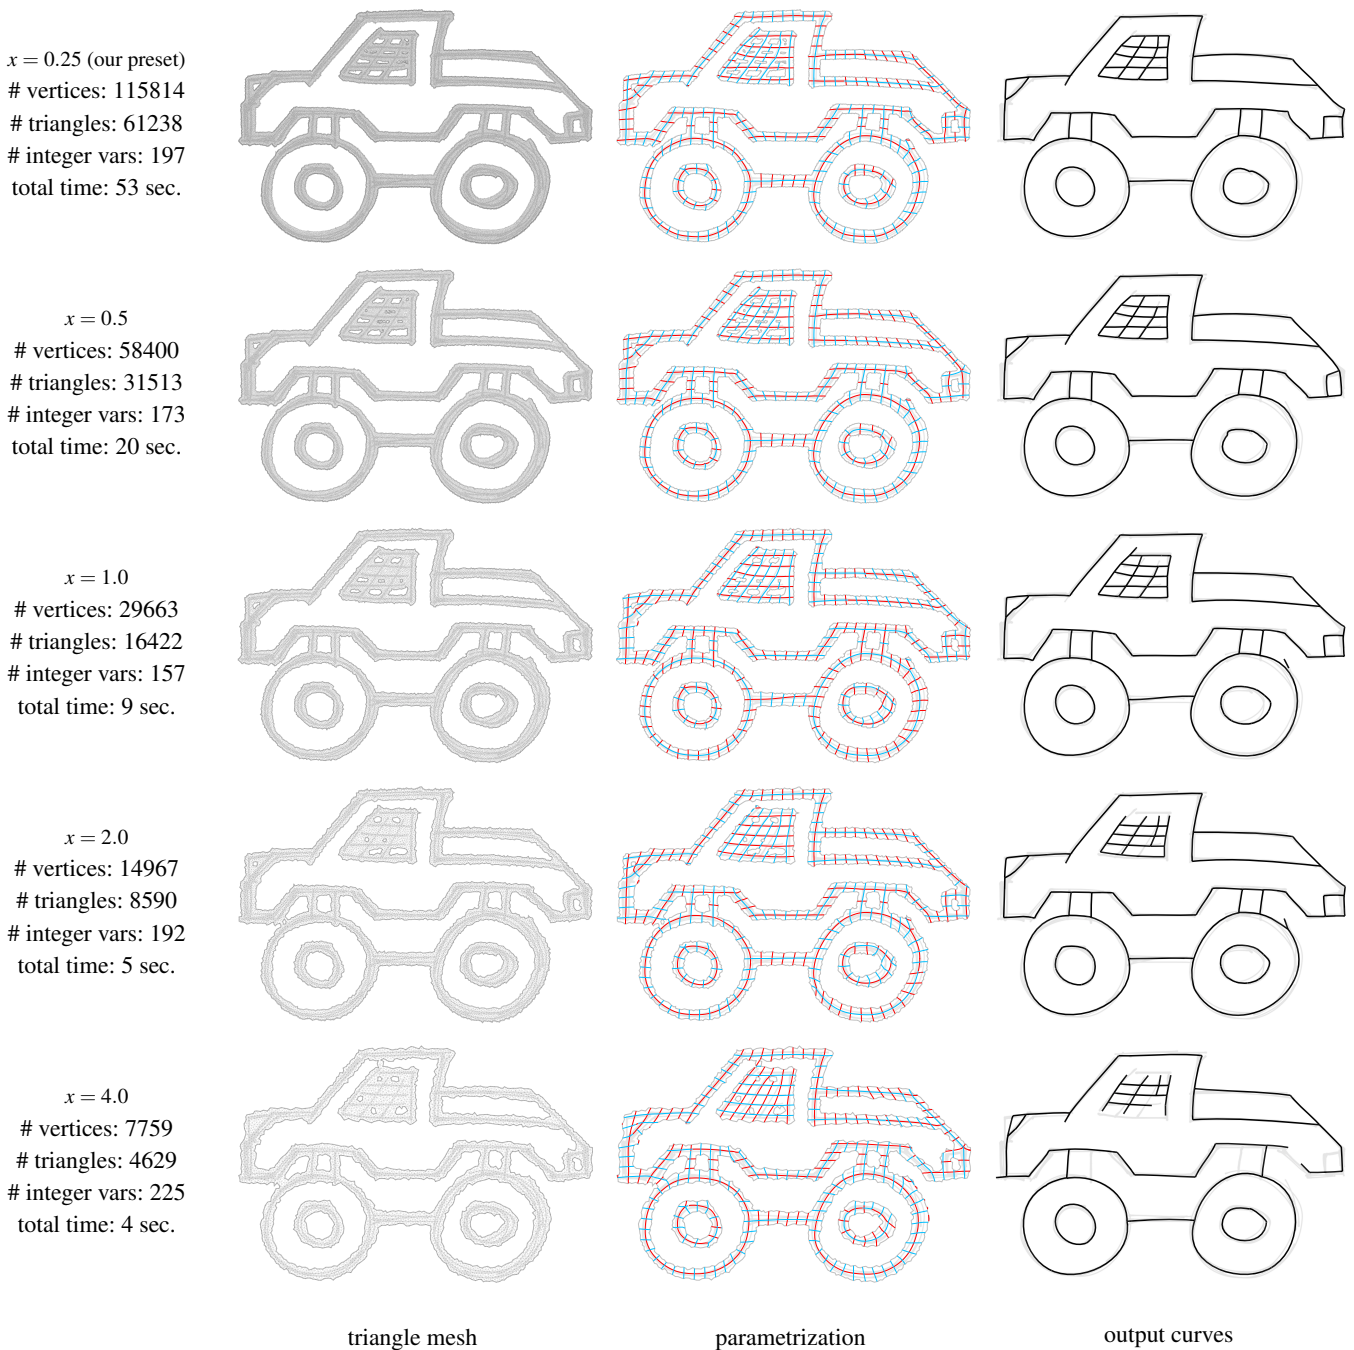 x = 0.25 (our preset)
# vertices: 115814
# triangles: 61238
# integer vars: 197
total time: 53 sec.
x = 0.5
# vertices: 58400
# triangles: 31513
# integer vars: 173
total time: 20 sec.
x = 1.0
# vertices: 29663
# triangles: 16422
# integer vars: 157
total time: 9 sec.
x = 2.0
# vertices: 14967
# triangles: 8590
# integer vars: 192
total time: 5 sec.
x = 4.0
# vertices: 7759
# triangles: 4629
# integer vars: 225
total time: 4 sec.
triangle mesh
parametrization
output curves